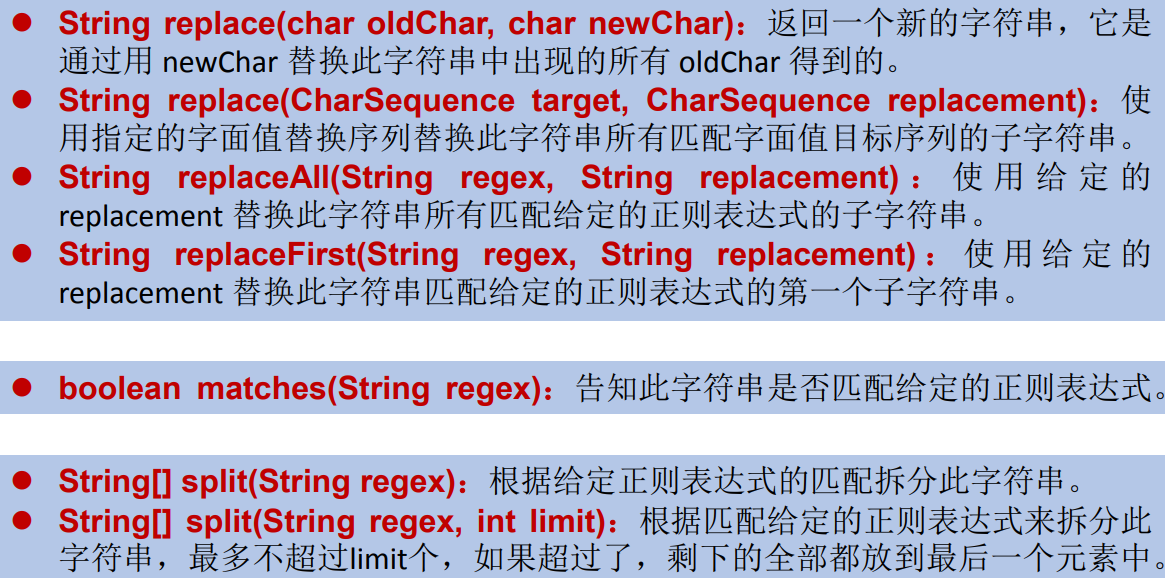 ● String replace(char oldChar, char newChar)：返回一个新的字符串，它是
通过用 newChar 替换此字符串中出现的所有 oldChar 得到的。
● String replace(CharSequence target, CharSequence replacement)：使
用指定的字面值替换序列替换此字符串所有匹配字面值目标序列的子字符串。
● String replaceAll(String regex, String replacement)：使用给定的
replacement 替换此字符串所有匹配给定的正则表达式的子字符串。
● String replaceFirst(String regex, String replacement)：使用给定的
replacement 替换此字符串匹配给定的正则表达式的第一个子字符串。
● boolean matches(String regex)：告知此字符串是否匹配给定的正则表达式。
● String[] split(String regex)：根据给定正则表达式的匹配拆分此字符串。
● String[] split(String regex, int limit)：根据匹配给定的正则表达式来拆分此
字符串，最多不超过limit个，如果超过了，剩下的全部都放到最后一个元素中。